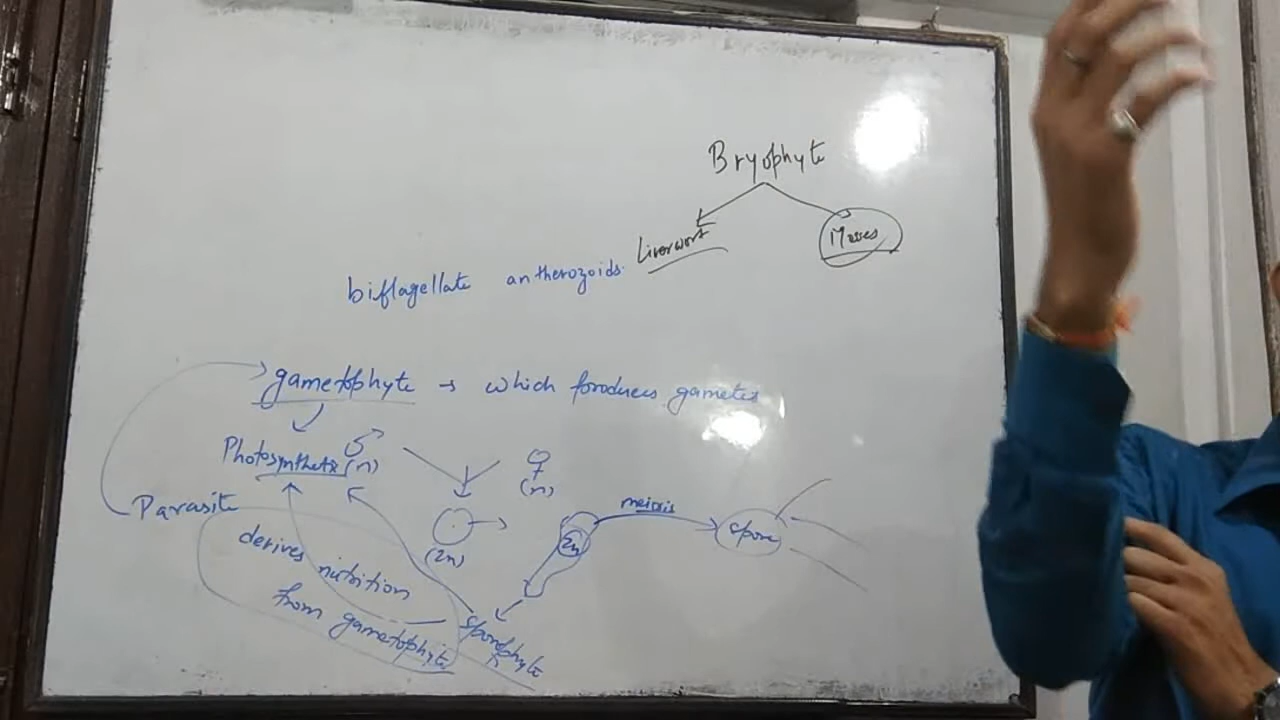 Bryophyte
Liverwort
Moses
biflagellate antherozoids.
gametophyte → which produces gametes
Photosynthetic (n)
♂
♀
(n)
Parasite
(2n)
2n
meiosis
spore
derives nutrition
from gametophyte
sporophyte